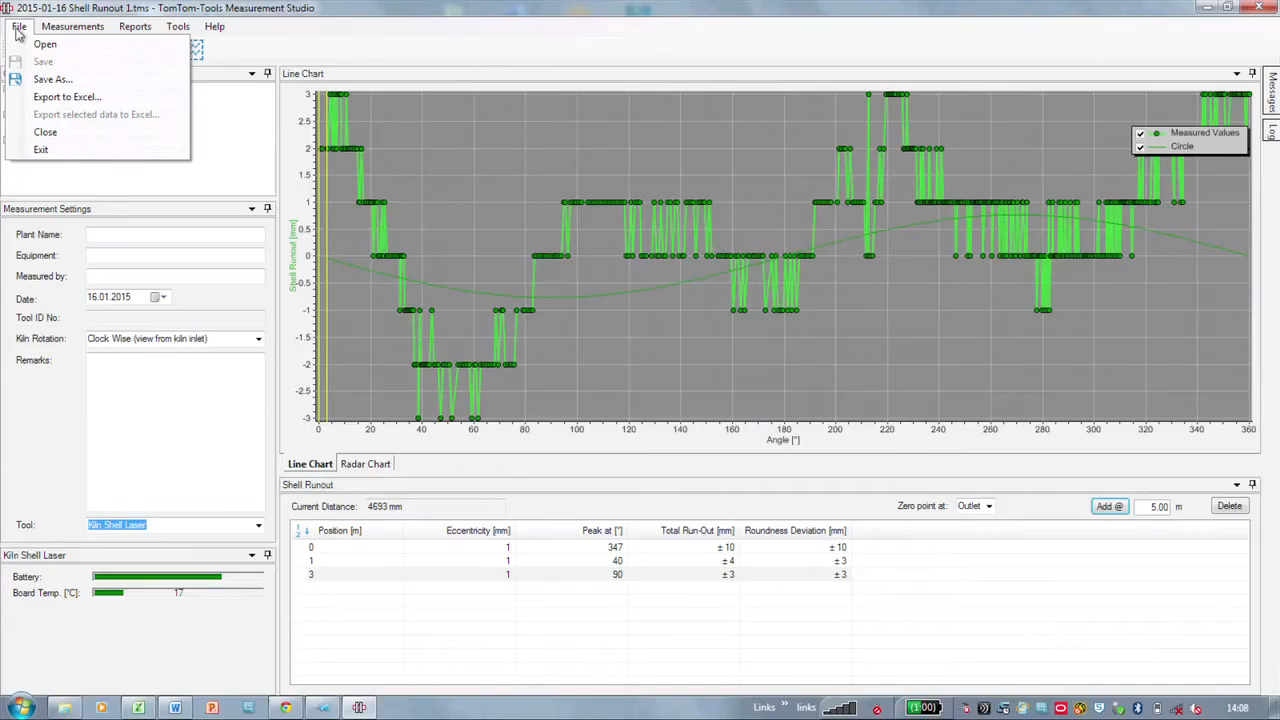 2015-01-16 Shell Runout 1.tms - TomTom-Tools Measurement Studio
File Measurements Reports Tools Help
Open
Save
Save As...
Export to Excel...
Export selected data to Excel...
Close
Exit
Measurement Settings
Plant Name:
Equipment:
Measured by:
Date: 16.01.2015
Tool ID No:
Kiln Rotation: Clock Wise (view from kiln inlet)
Remarks:
Tool: Kiln Shell Laser
Kiln Shell Laser
Battery:
Board Temp. [°C]: 17
Line Chart
Measured Values
Circle
Shell Runout [mm]
3
2.5
2
1.5
1
0.5
0
-0.5
-1
-1.5
-2
-2.5
-3
0 20 40 60 80 100 120 140 160 180 200 220 240 260 280 300 320 340 360
Angle [°]
Line Chart Radar Chart
Shell Runout
Current Distance: 4693 mm Zero point at: Outlet Add @ 5.00 m Delete
Position [m] Eccentricity [mm] Peak at [°] Total Run-Out [mm] Roundness Deviation [mm]
0 1 347 ± 10 ± 10
1 1 40 ± 4 ± 3
3 1 90 ± 3 ± 3
Messages
Log
Links » links (1:00) 14:08